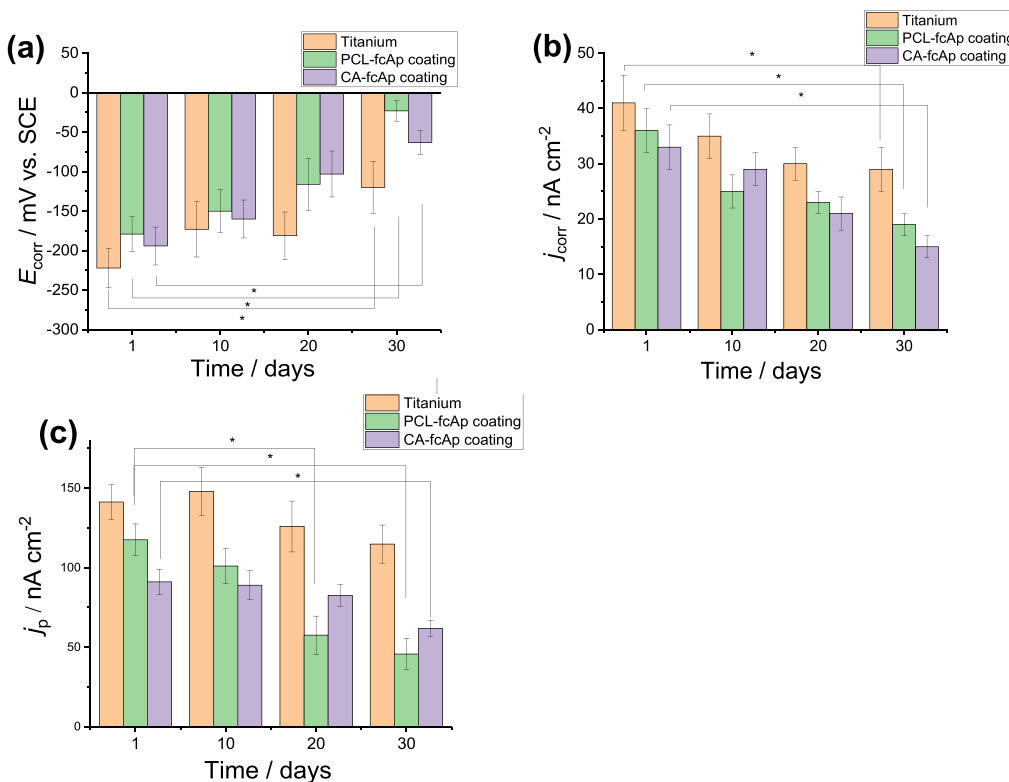 (a)
Titanium
PCL-fcAp coating
CA-fcAp coating
E_corr / mV vs. SCE
50
0
-50
-100
-150
-200
-250
-300
*
*
*
1 10 20 30
Time / days
(b)
Titanium
PCL-fcAp coating
CA-fcAp coating
j_corr / nA cm⁻²
50
40
30
20
10
0
*
*
*
1 10 20 30
Time / days
(c)
Titanium
PCL-fcAp coating
CA-fcAp coating
j_p / nA cm⁻²
150
100
50
0
*
*
*
1 10 20 30
Time / days